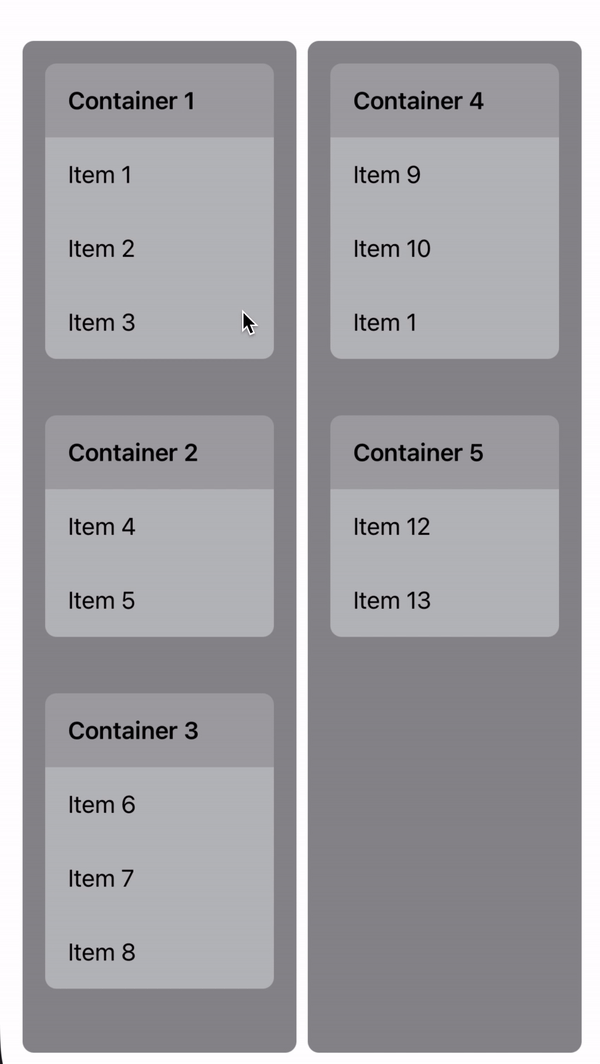 Container 1
Item 1
Item 2
Item 3
Container 2
Item 4
Item 5
Container 3
Item 6
Item 7
Item 8
Container 4
Item 9
Item 10
Item 1
Container 5
Item 12
Item 13